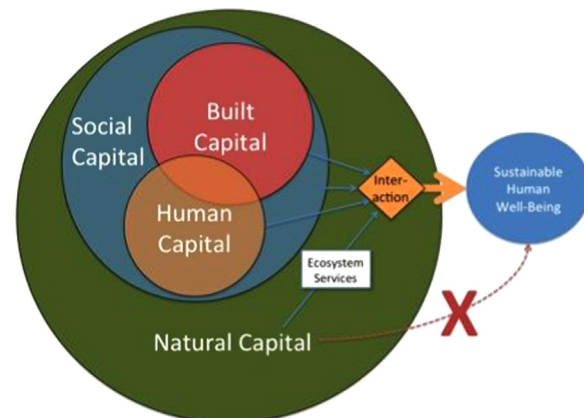 Social
Capital
Built
Capital
Human
Capital
Inter-
action
Sustainable
Human
Well-Being
Ecosystem
Services
Natural Capital
X